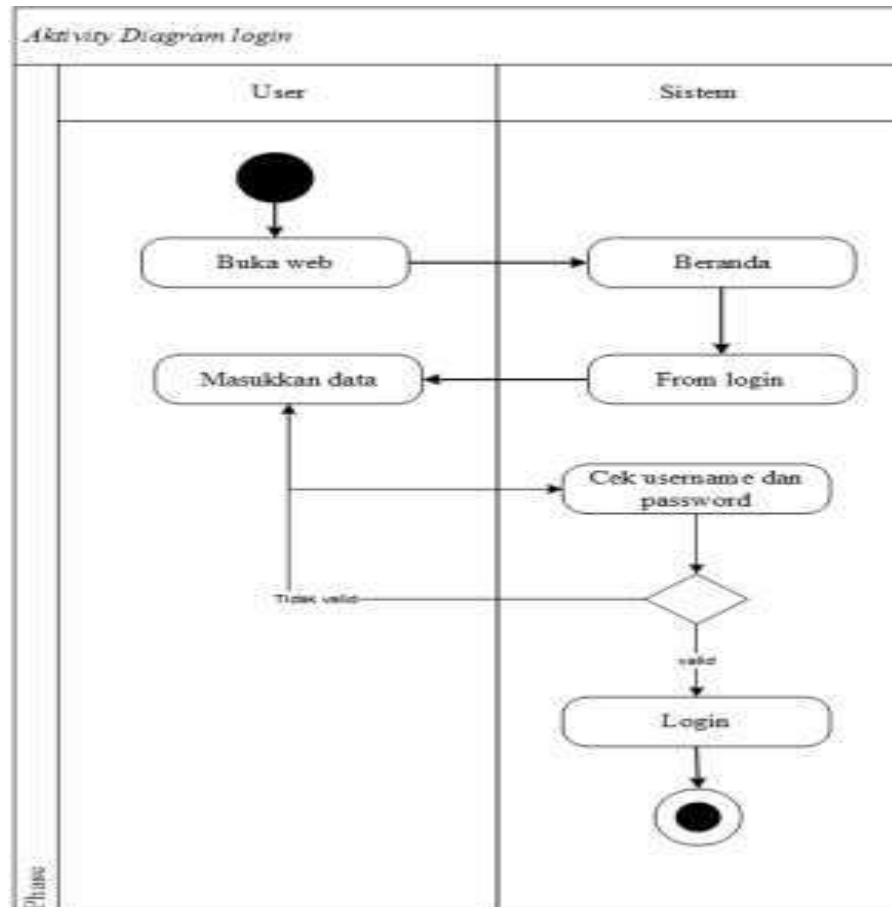 Aktivity Diagram login
User
Sistem
Buka web
Beranda
Masukkan data
From login
Cek username dan
password
Tidak valid
valid
Login
Phase